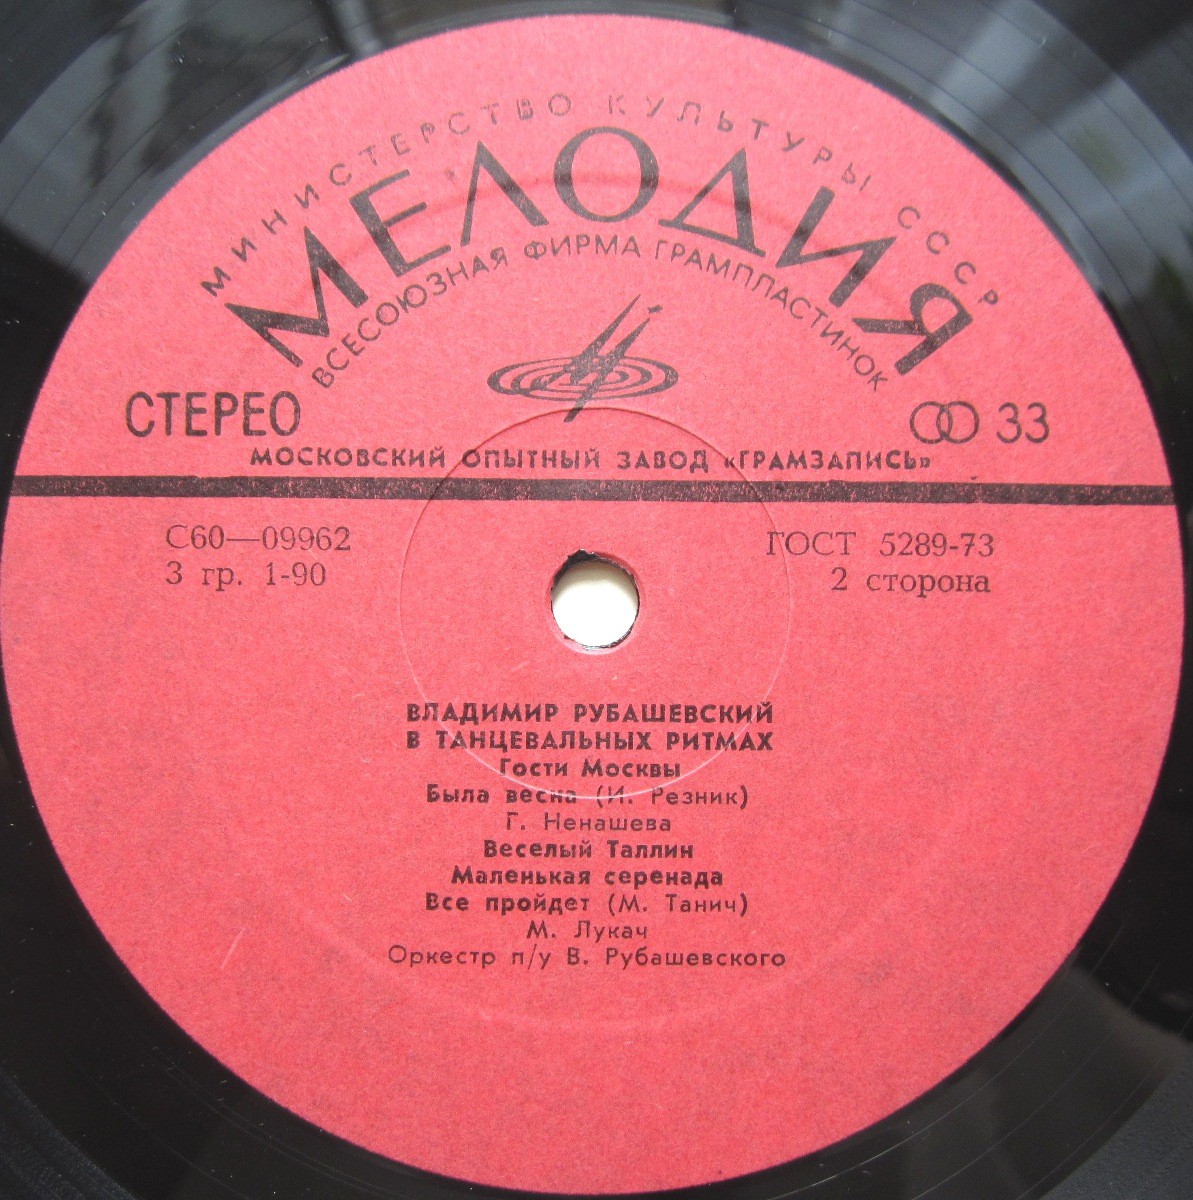 МИНИСТЕРСТВО КУЛЬТУРЫ СССР
МЕЛОДИЯ
ВСЕСОЮЗНАЯ ФИРМА ГРАМПЛАСТИНОК
СТЕРЕО
33
МОСКОВСКИЙ ОПЫТНЫЙ ЗАВОД «ГРАМЗАПИСЬ»
С60—09962
ГОСТ 5289-73
3 гр. 1-90
2 сторона
ВЛАДИМИР РУБАШЕВСКИЙ
В ТАНЦЕВАЛЬНЫХ РИТМАХ
Гости Москвы
Была весна (И. Резник)
Г. Ненашева
Веселый Таллин
Маленькая серенада
Все пройдет (М. Танич)
М. Лукач
Оркестр п/у В. Рубашевского